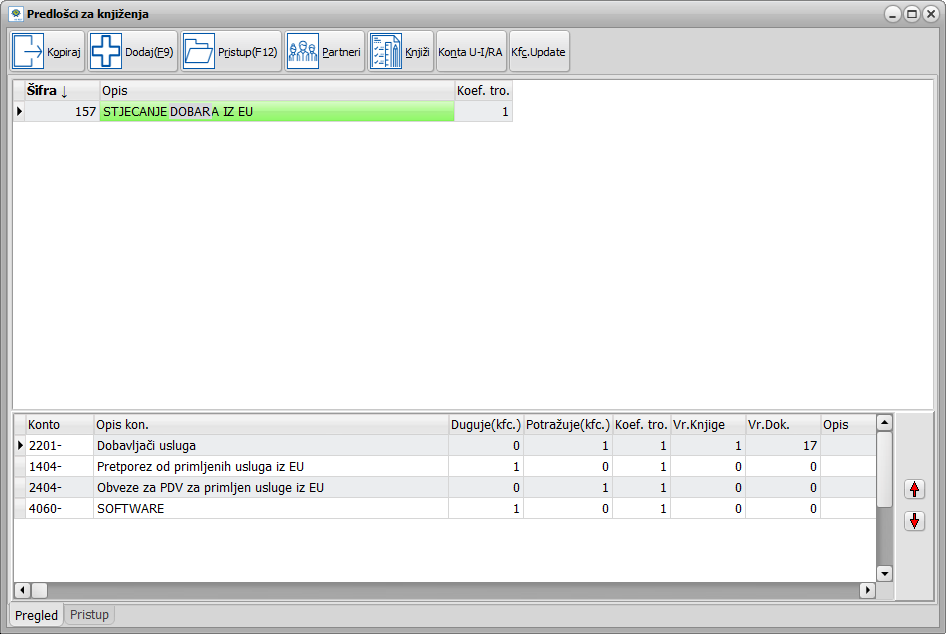 Predlošci za knjiženja
Kopiraj Dodaj(F9) Pristup(F12) Partneri Knjiži Konta U-I/RA Kfc.Update
Šifra ↓ Opis Koef. tro.
157 STJECANJE DOBARA IZ EU 1
Konto Opis kon. Duguje(kfc.) Potražuje(kfc.) Koef. tro. Vr.Knjige Vr.Dok. Opis
2201- Dobavljači usluga 0 1 1 1 17
1404- Pretporez od primljenih usluga iz EU 1 0 1 0 0
2404- Obveze za PDV za primljen usluge iz EU 0 1 1 0 0
4060- SOFTWARE 1 0 1 0 0
Pregled Pristup